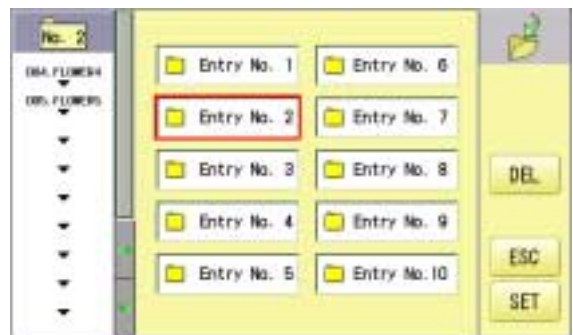 No. 2
004.FLOWER4
005.FLOWER5
Entry No. 1
Entry No. 2
Entry No. 3
Entry No. 4
Entry No. 5
Entry No. 6
Entry No. 7
Entry No. 8
Entry No. 9
Entry No.10
DEL
ESC
SET